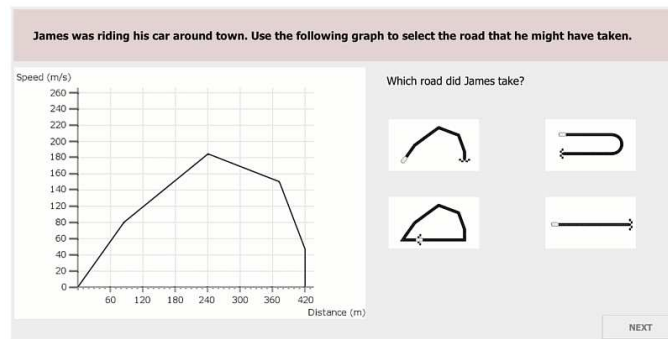 James was riding his car around town. Use the following graph to select the road that he might have taken.
Speed (m/s)
260
240
220
200
180
160
140
120
80
60
40
20
0
60 120 180 240 300 360 420
Distance (m)
Which road did James take?
NEXT